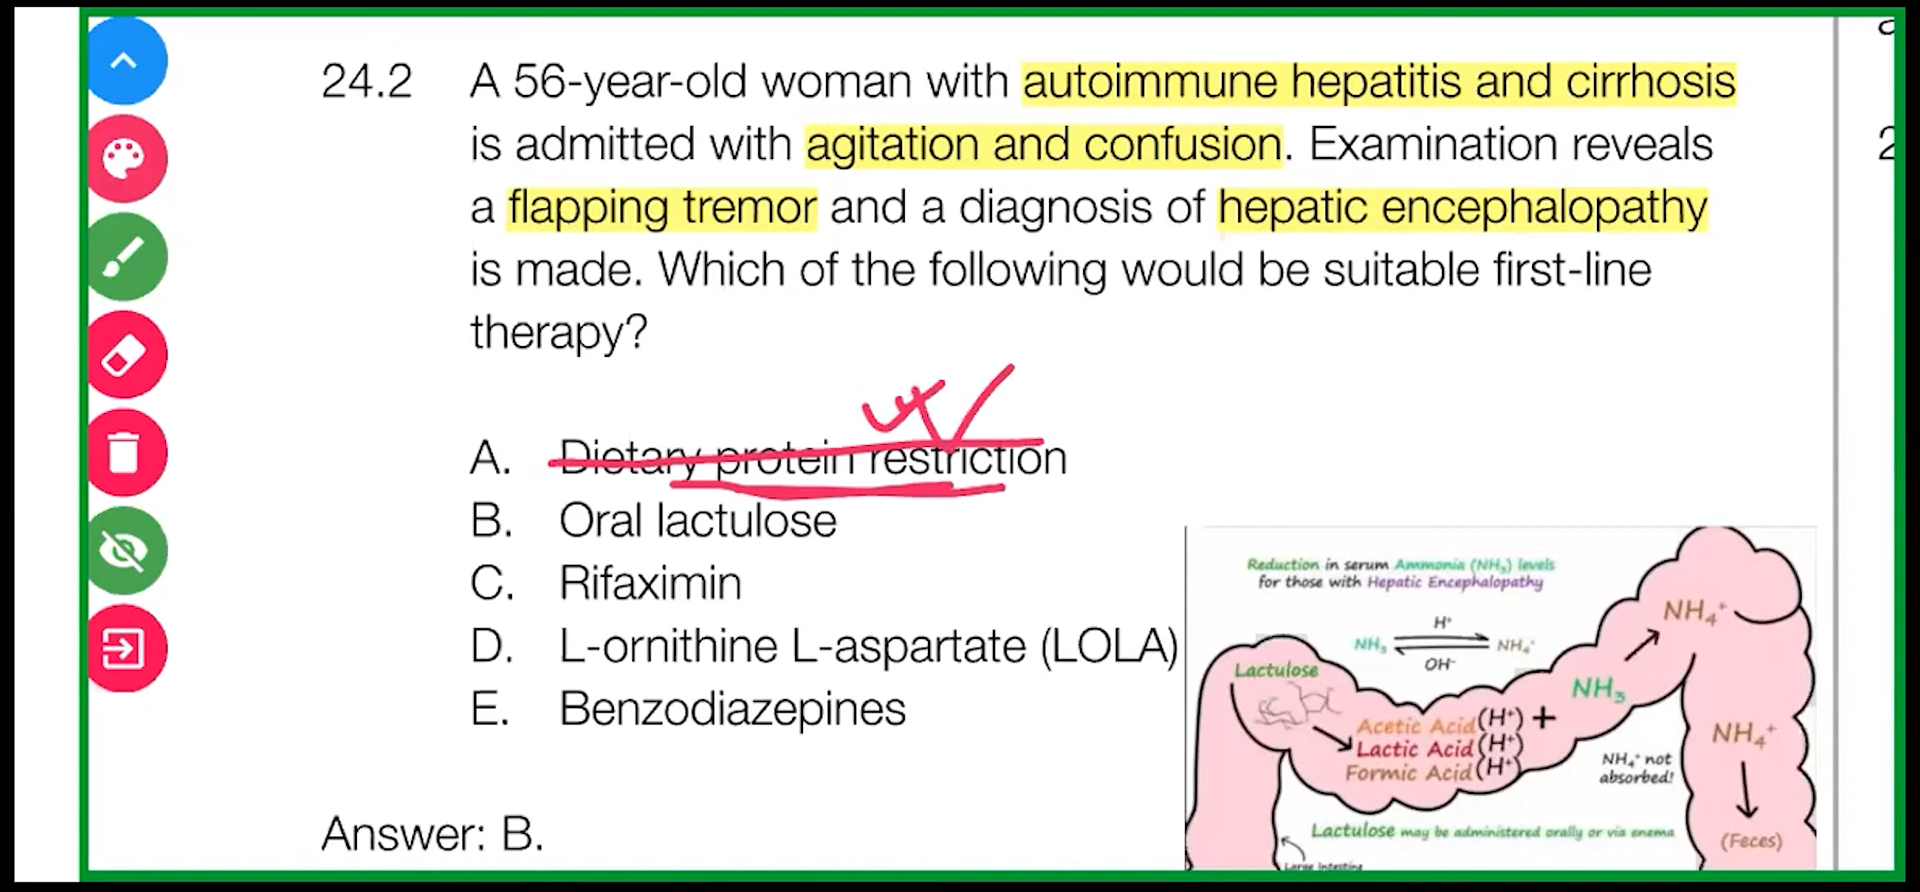 24.2 A 56-year-old woman with autoimmune hepatitis and cirrhosis
is admitted with agitation and confusion. Examination reveals
a flapping tremor and a diagnosis of hepatic encephalopathy
is made. Which of the following would be suitable first-line
therapy?
A. Dietary protein restriction
B. Oral lactulose
C. Rifaximin
D. L-ornithine L-aspartate (LOLA)
E. Benzodiazepines
Answer: B.
Reduction in serum Ammonia (NH₃) levels
for those with Hepatic Encephalopathy
H⁺
NH₃ NH₄⁺
OH⁻
Lactulose
Acetic Acid (H⁺) +
Lactic Acid (H⁺)
Formic Acid (H⁺)
NH₃
NH₄⁺
NH₄⁺
NH₄⁺ not
absorbed!
(Feces)
Lactulose may be administered orally or via enema
Large Intestine